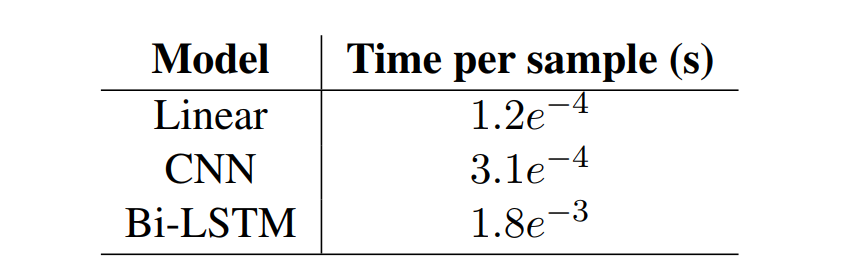 Model Time per sample (s)
Linear 1.2e⁻⁴
CNN 3.1e⁻⁴
Bi-LSTM 1.8e⁻³